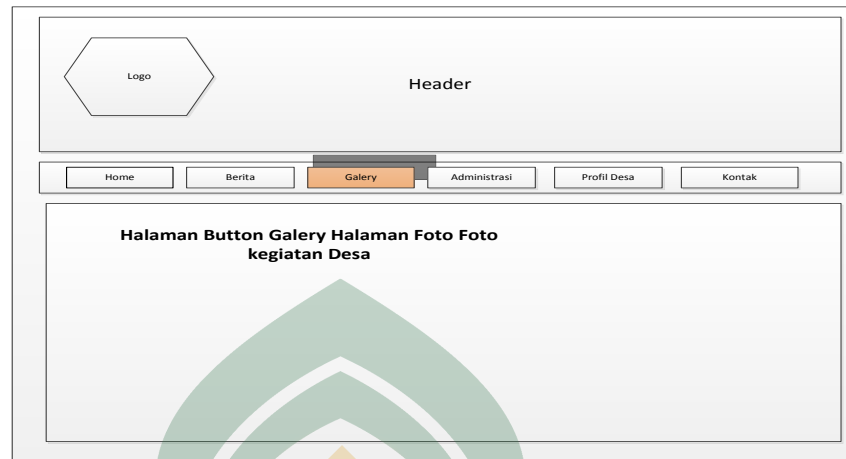 Logo
Header
Home
Berita
Galery
Administrasi
Profil Desa
Kontak
Halaman Button Galery Halaman Foto Foto
kegiatan Desa